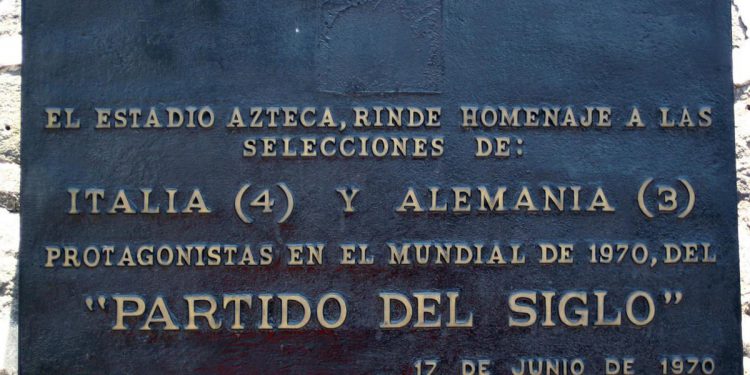 EL ESTADIO AZTECA, RINDE HOMENAJE A LAS
SELECCIONES DE:
ITALIA (4) Y ALEMANIA (3)
PROTAGONISTAS EN EL MUNDIAL DE 1970, DEL
"PARTIDO DEL SIGLO"
17 DE JUNIO DE 1970